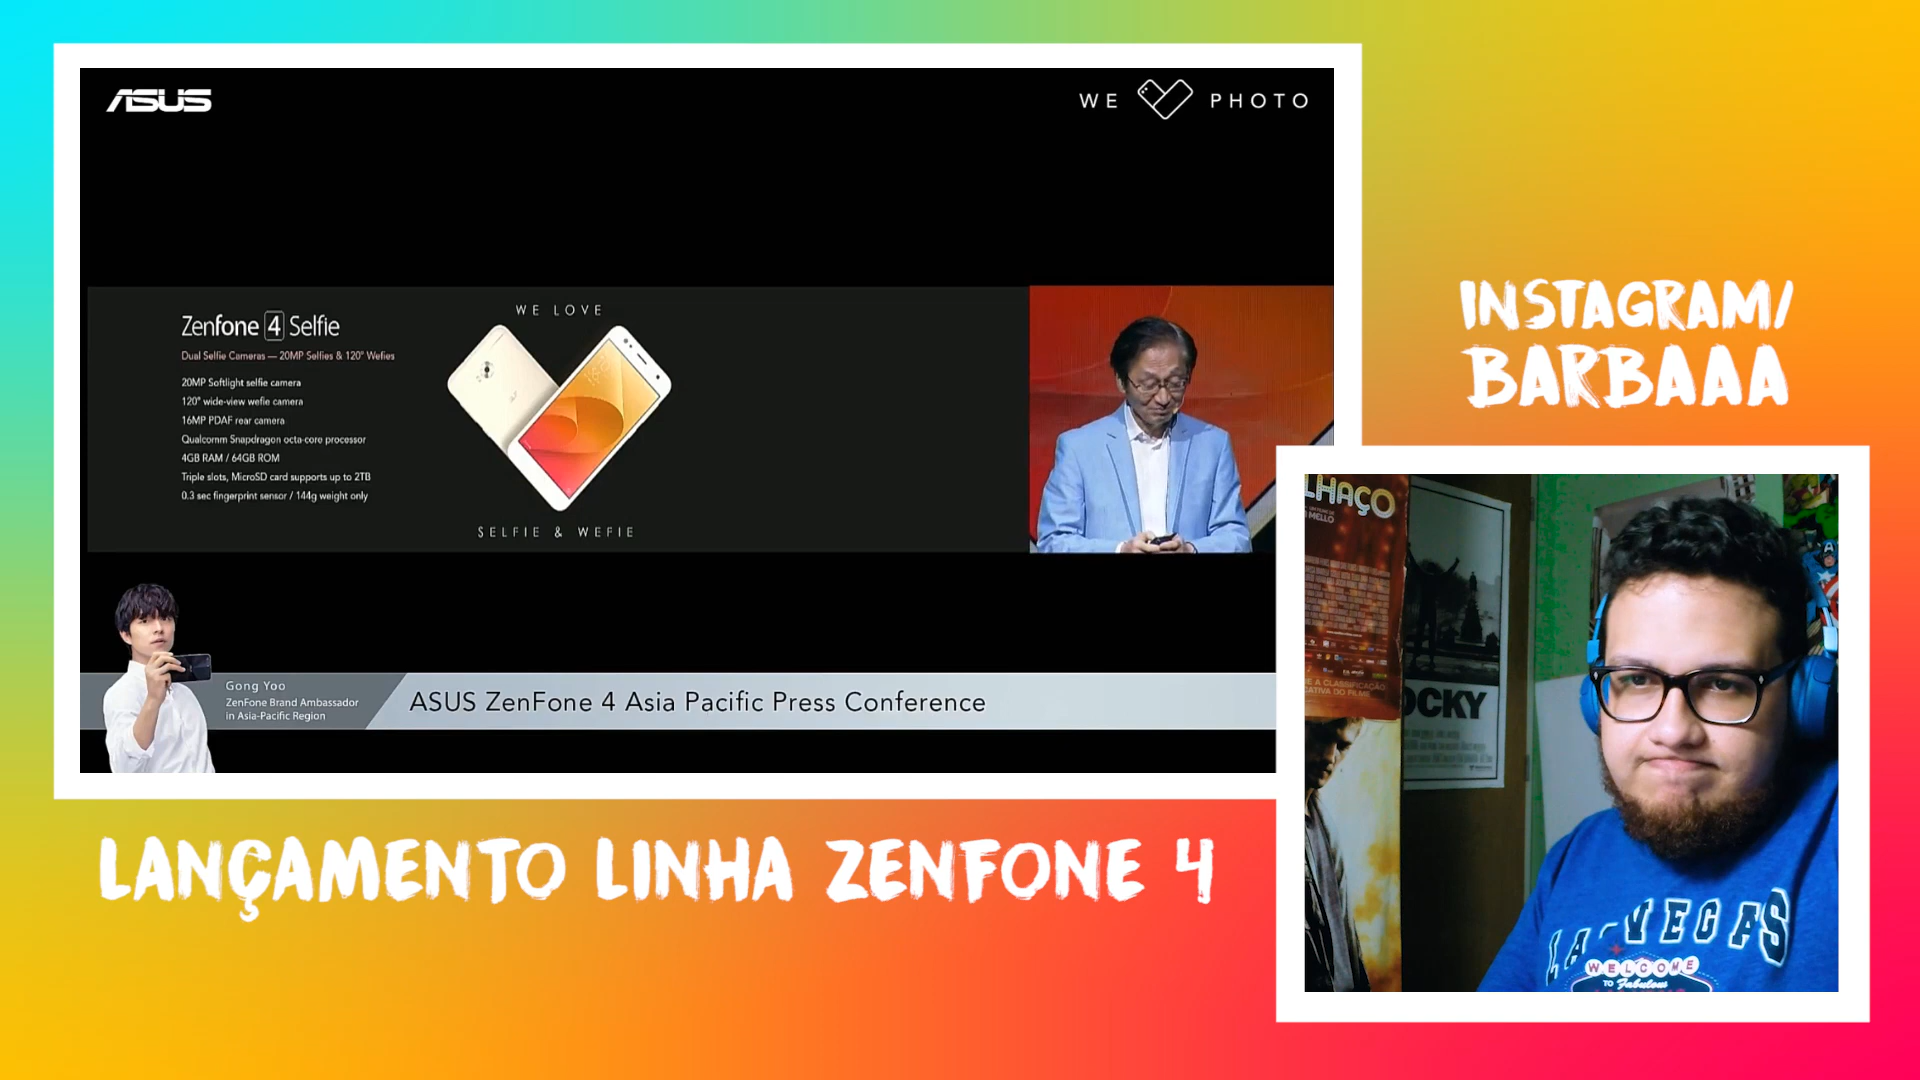 ASUS
WE PHOTO
Zenfone 4 Selfie
Dual Selfie Cameras — 20MP Selfies & 120° Wefies
20MP Softlight selfie camera
120° wide-view wefie camera
16MP PDAF rear camera
Qualcomm Snapdragon octa-core processor
4GB RAM / 64GB ROM
Triple slots, MicroSD card supports up to 2TB
0.3 sec fingerprint sensor / 144g weight only
WE LOVE
SELFIE & WEFIE
Gong Yoo
ZenFone Brand Ambassador
in Asia-Pacific Region
ASUS ZenFone 4 Asia Pacific Press Conference
INSTAGRAM/
BARBAAA
LHAÇO
MELLO
OCKY
LA-VEGAS
WELCOME
TO Fabulous
LANÇAMENTO LINHA ZENFONE 4